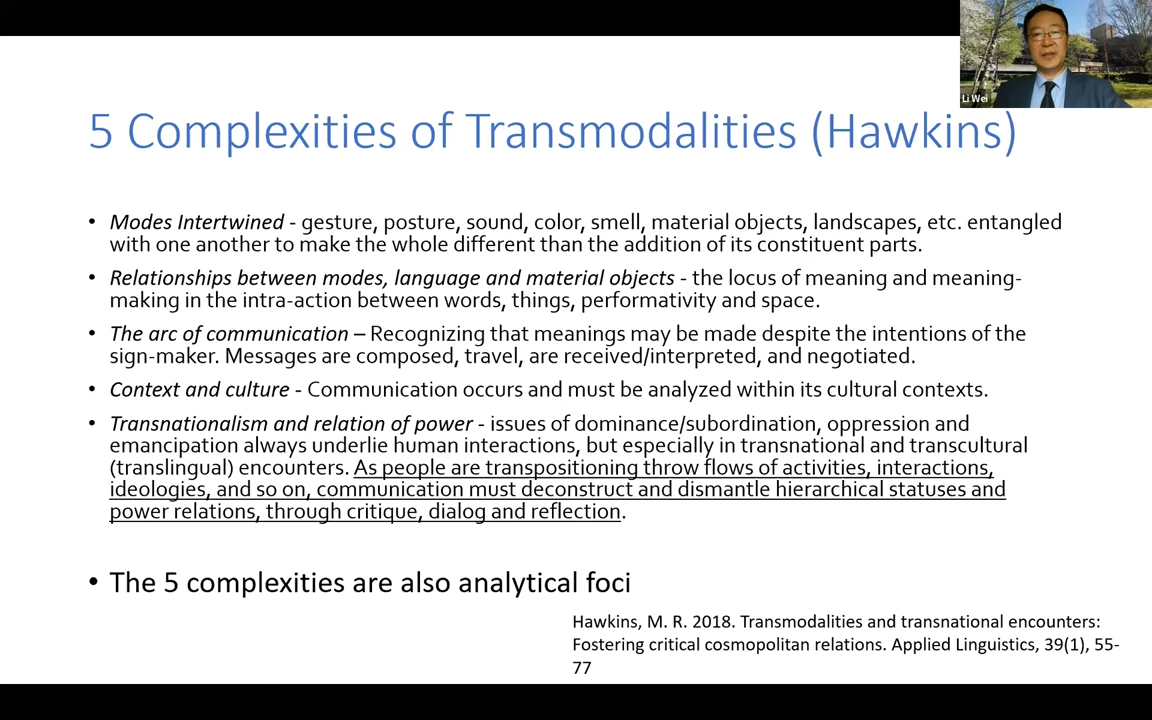 Li Wei
5 Complexities of Transmodalities (Hawkins)
• Modes Intertwined - gesture, posture, sound, color, smell, material objects, landscapes, etc. entangled
with one another to make the whole different than the addition of its constituent parts.
• Relationships between modes, language and material objects - the locus of meaning and meaning-
making in the intra-action between words, things, performativity and space.
• The arc of communication – Recognizing that meanings may be made despite the intentions of the
sign-maker. Messages are composed, travel, are received/interpreted, and negotiated.
• Context and culture - Communication occurs and must be analyzed within its cultural contexts.
• Transnationalism and relation of power - issues of dominance/subordination, oppression and
emancipation always underlie human interactions, but especially in transnational and transcultural
(translingual) encounters. As people are transpositioning throw flows of activities, interactions,
ideologies, and so on, communication must deconstruct and dismantle hierarchical statuses and
power relations, through critique, dialog and reflection.
• The 5 complexities are also analytical foci
Hawkins, M. R. 2018. Transmodalities and transnational encounters:
Fostering critical cosmopolitan relations. Applied Linguistics, 39(1), 55-
77